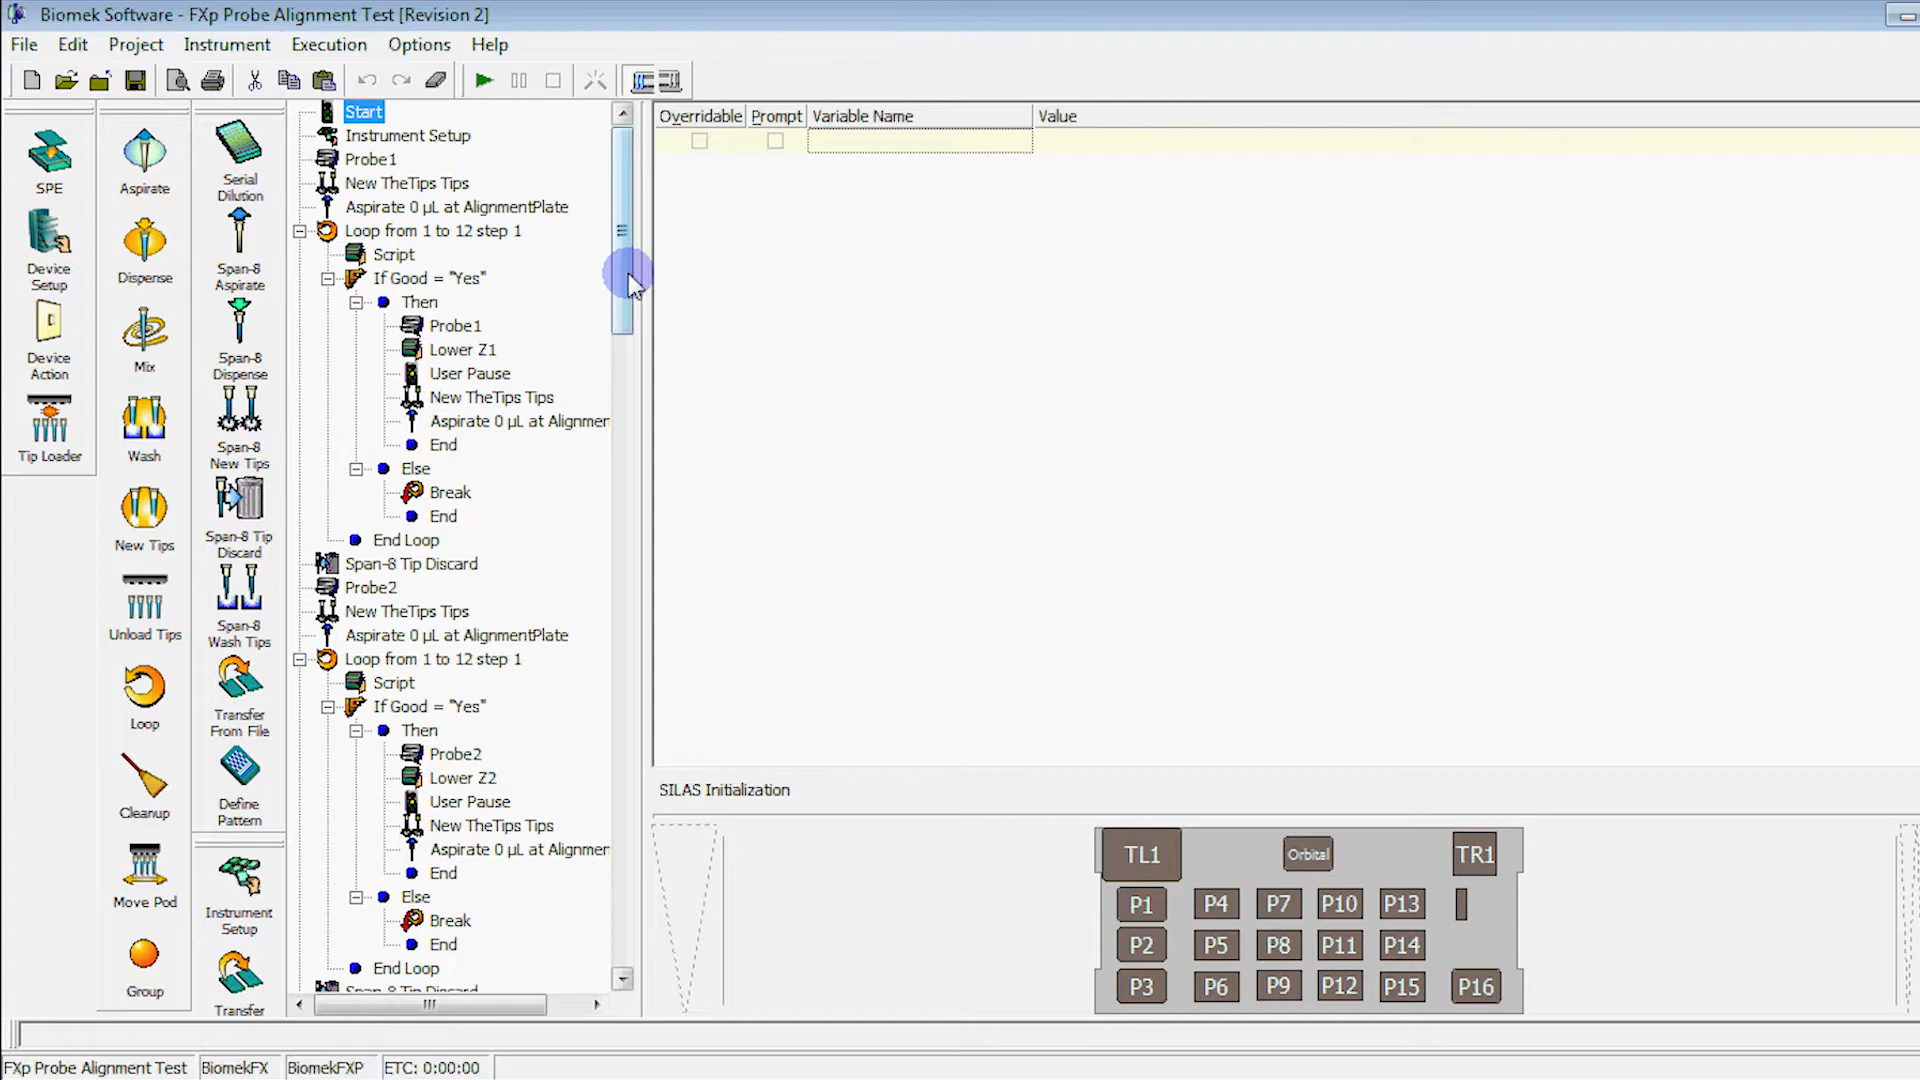 Biomek Software - FXp Probe Alignment Test [Revision 2]
File Edit Project Instrument Execution Options Help
SPE
Device Setup
Device Action
Tip Loader
Aspirate
Dispense
Mix
Wash
New Tips
Unload Tips
Loop
Cleanup
Move Pod
Group
Serial Dilution
Span-8 Aspirate
Span-8 Dispense
Span-8 New Tips
Span-8 Tip Discard
Span-8 Wash Tips
Transfer From File
Define Pattern
Instrument Setup
Transfer
Start
Instrument Setup
Probe1
New TheTips Tips
Aspirate 0 µL at AlignmentPlate
Loop from 1 to 12 step 1
Script
If Good = "Yes"
Then
Probe1
Lower Z1
User Pause
New TheTips Tips
Aspirate 0 µL at Alignmen
End
Else
Break
End
End Loop
Span-8 Tip Discard
Probe2
New TheTips Tips
Aspirate 0 µL at AlignmentPlate
Loop from 1 to 12 step 1
Script
If Good = "Yes"
Then
Probe2
Lower Z2
User Pause
New TheTips Tips
Aspirate 0 µL at Alignmen
End
Else
Break
End
End Loop
Span-8 Tip Discard
Overridable Prompt Variable Name Value
SILAS Initialization
TL1 Orbital TR1
P1 P4 P7 P10 P13
P2 P5 P8 P11 P14
P3 P6 P9 P12 P15 P16
FXp Probe Alignment Test BiomekFX BiomekFXP ETC: 0:00:00